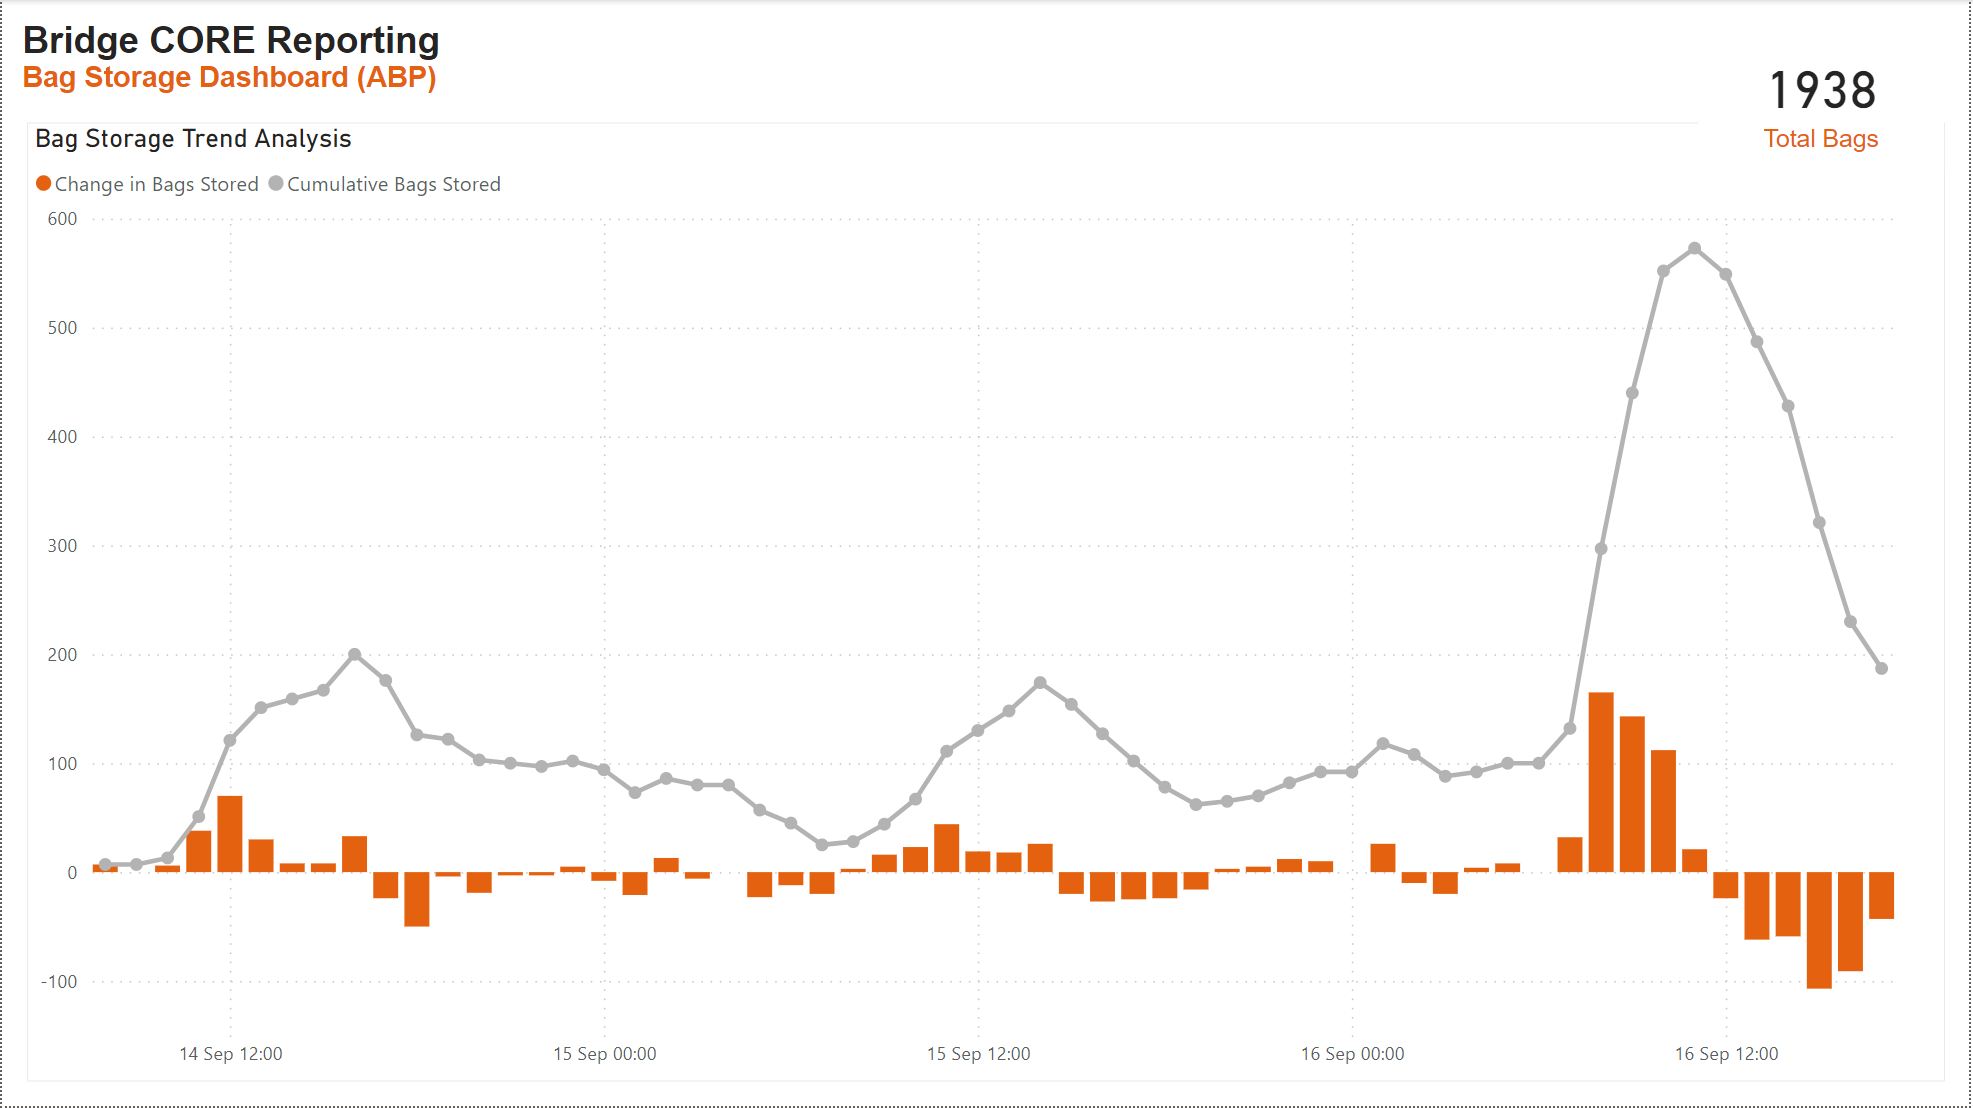 Bridge CORE Reporting
Bag Storage Dashboard (ABP)
1938
Total Bags
Bag Storage Trend Analysis
Change in Bags Stored Cumulative Bags Stored
600
500
400
300
200
100
0
-100
14 Sep 12:00 15 Sep 00:00 15 Sep 12:00 16 Sep 00:00 16 Sep 12:00